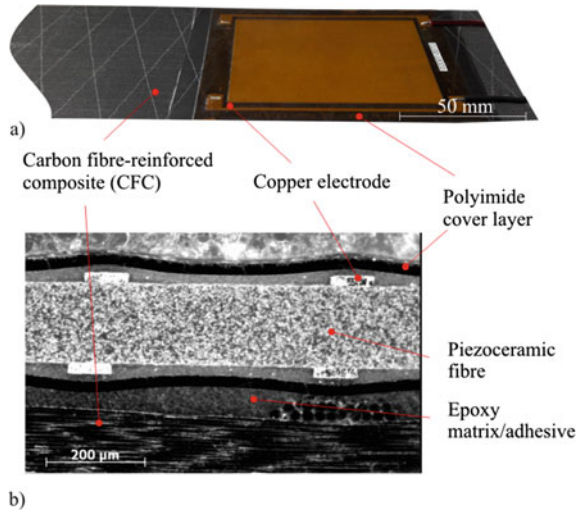 50 mm
a)
Carbon fibre-reinforced
composite (CFC)
Copper electrode
Polyimide
cover layer
Piezoceramic
fibre
Epoxy
matrix/adhesive
200 µm
b)